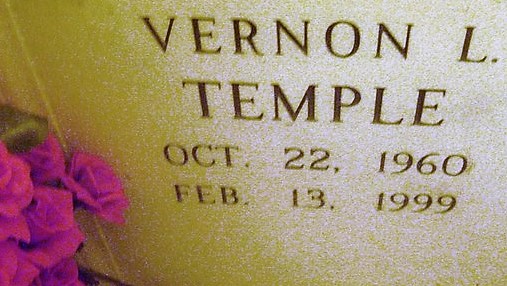 VERNON L.
TEMPLE
OCT. 22, 1960
FEB. 13, 1999